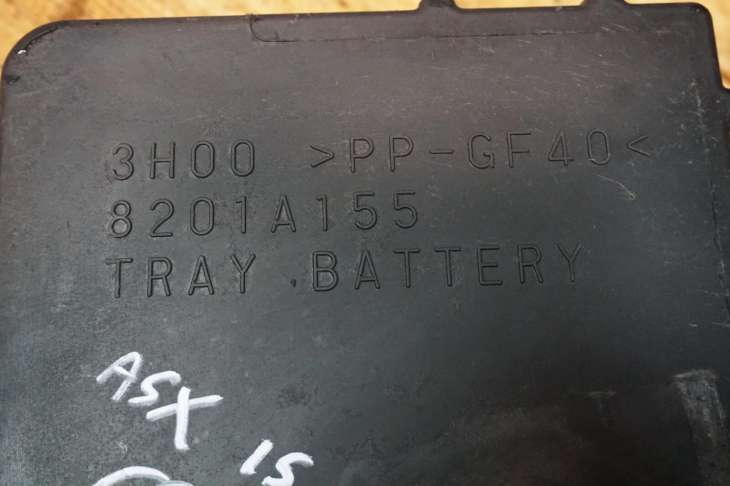 3H00 >PP-GF40<
8201A155
TRAY,BATTERY
ASX 15